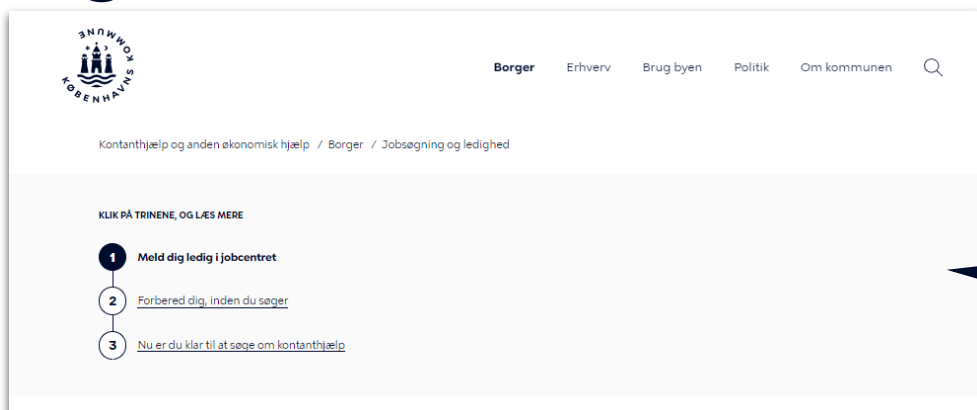 KØBENHAVNS KOMMUNE
Borger Erhverv Brug byen Politik Om kommunen
Kontanthjælp og anden økonomisk hjælp / Borger / Jobsøgning og ledighed
KLIK PÅ TRINENE, OG LÆS MERE
1 Meld dig ledig i jobcentret
2 Forbered dig, inden du søger
3 Nu er du klar til at søge om kontanthjælp